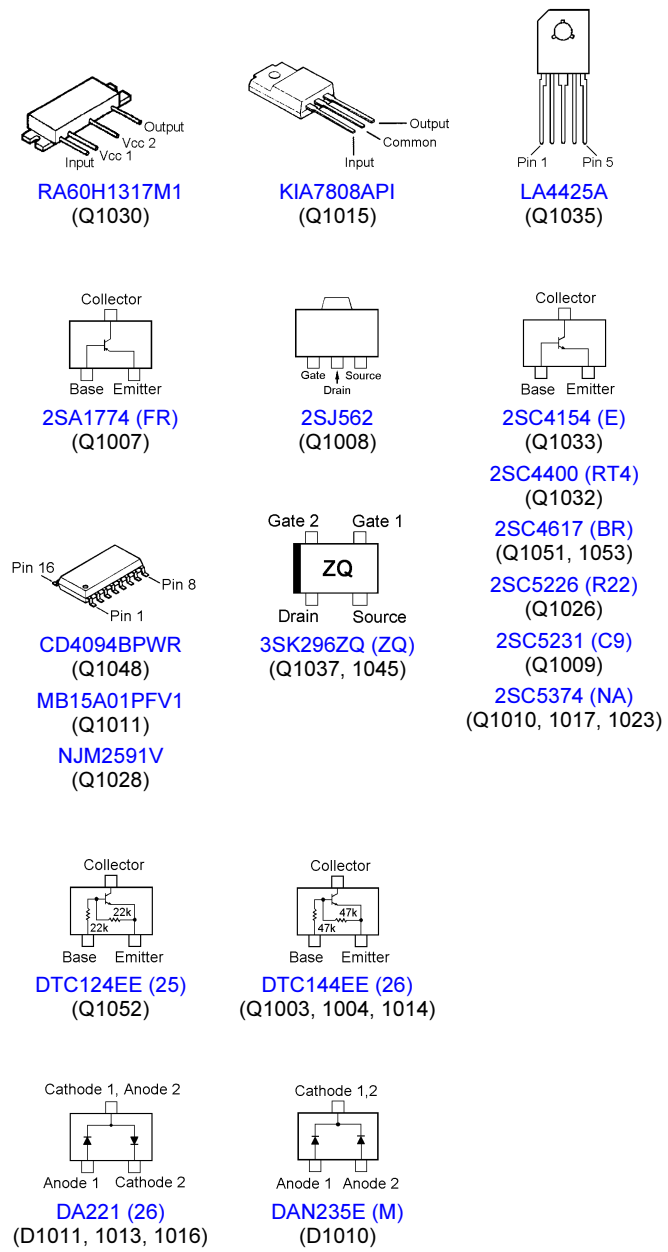 Output
Vcc 2
Vcc 1
Input
RA60H1317M1
(Q1030)
Output
Common
Input
KIA7808API
(Q1015)
Pin 1 Pin 5
LA4425A
(Q1035)
Collector
Base Emitter
2SA1774 (FR)
(Q1007)
Gate Source
Drain
2SJ562
(Q1008)
Collector
Base Emitter
2SC4154 (E)
(Q1033)
2SC4400 (RT4)
(Q1032)
2SC4617 (BR)
(Q1051, 1053)
2SC5226 (R22)
(Q1026)
2SC5231 (C9)
(Q1009)
2SC5374 (NA)
(Q1010, 1017, 1023)
Pin 16
Pin 8
Pin 1
CD4094BPWR
(Q1048)
MB15A01PFV1
(Q1011)
NJM2591V
(Q1028)
Gate 2 Gate 1
ZQ
Drain Source
3SK296ZQ (ZQ)
(Q1037, 1045)
Collector
22k
22k
Base Emitter
DTC124EE (25)
(Q1052)
Collector
47k
47k
Base Emitter
DTC144EE (26)
(Q1003, 1004, 1014)
Cathode 1, Anode 2
Anode 1 Cathode 2
DA221 (26)
(D1011, 1013, 1016)
Cathode 1,2
Anode 1 Anode 2
DAN235E (M)
(D1010)